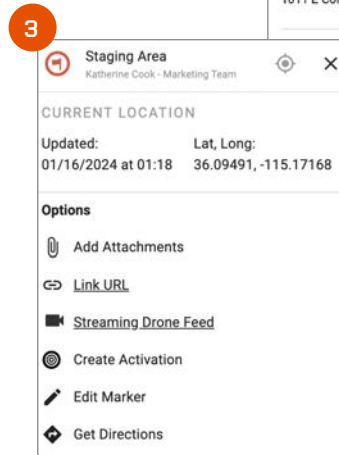 3
Staging Area
Katherine Cook - Marketing Team
CURRENT LOCATION
Updated: Lat, Long:
01/16/2024 at 01:18 36.09491, -115.17168
Options
Add Attachments
Link URL
Streaming Drone Feed
Create Activation
Edit Marker
Get Directions